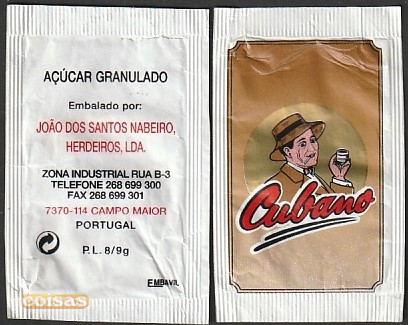 AÇÚCAR GRANULADO
Embalado por:
JOÃO DOS SANTOS NABEIRO,
HERDEIROS, LDA.
ZONA INDUSTRIAL RUA B-3
TELEFONE 268 699 300
FAX 268 699 301
7370-114 CAMPO MAIOR
PORTUGAL
P.L. 8/9g
EMBAVIL
coisas
Cubano